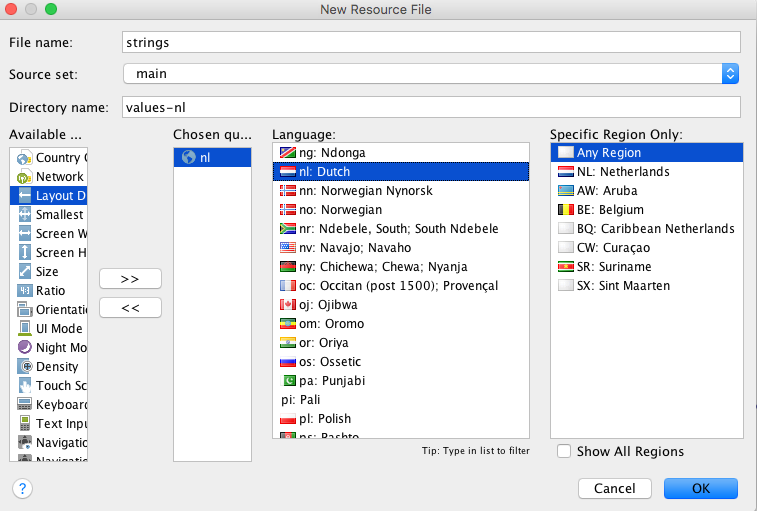 New Resource File
File name:
strings
Source set:
main
Directory name:
values-nl
Available ...
Country
Network
Layout D
Smallest
Screen W
Screen H
Size
Ratio
Orientatio
UI Mode
Night Mo
Density
Touch Sc
Keyboard
Text Inpu
Navigatio
>>
<<
Chosen qu...
nl
Language:
ng: Ndonga
nl: Dutch
nn: Norwegian Nynorsk
no: Norwegian
nr: Ndebele, South; South Ndebele
nv: Navajo; Navaho
ny: Chichewa; Chewa; Nyanja
oc: Occitan (post 1500); Provençal
oj: Ojibwa
om: Oromo
or: Oriya
os: Ossetic
pa: Punjabi
pi: Pali
pl: Polish
ps: Pashto
Tip: Type in list to filter
Specific Region Only:
Any Region
NL: Netherlands
AW: Aruba
BE: Belgium
BQ: Caribbean Netherlands
CW: Curaçao
SR: Suriname
SX: Sint Maarten
Show All Regions
?
Cancel
OK